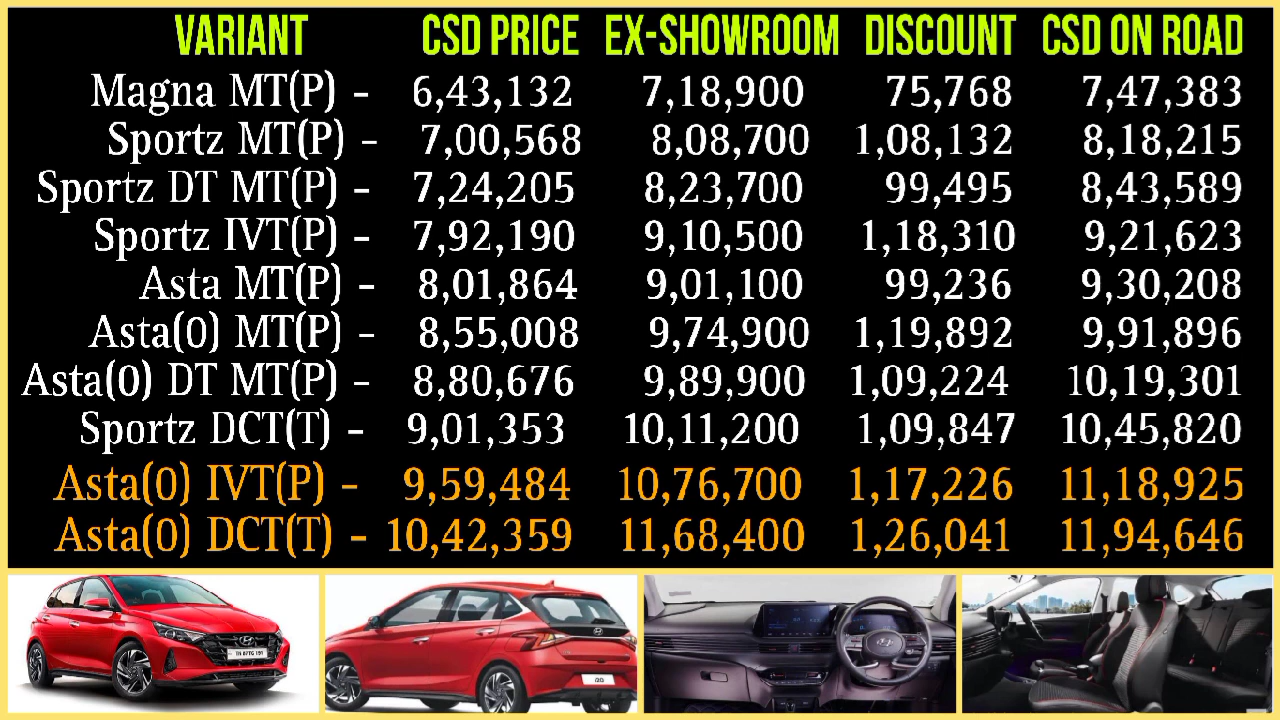 VARIANT CSD PRICE EX-SHOWROOM DISCOUNT CSD ON ROAD
Magna MT(P) - 6,43,132 7,18,900 75,768 7,47,383
Sportz MT(P) - 7,00,568 8,08,700 1,08,132 8,18,215
Sportz DT MT(P) - 7,24,205 8,23,700 99,495 8,43,589
Sportz IVT(P) - 7,92,190 9,10,500 1,18,310 9,21,623
Asta MT(P) - 8,01,864 9,01,100 99,236 9,30,208
Asta(O) MT(P) - 8,55,008 9,74,900 1,19,892 9,91,896
Asta(O) DT MT(P) - 8,80,676 9,89,900 1,09,224 10,19,301
Sportz DCT(T) - 9,01,353 10,11,200 1,09,847 10,45,820
Asta(O) IVT(P) - 9,59,484 10,76,700 1,17,226 11,18,925
Asta(O) DCT(T) - 10,42,359 11,68,400 1,26,041 11,94,646
i20